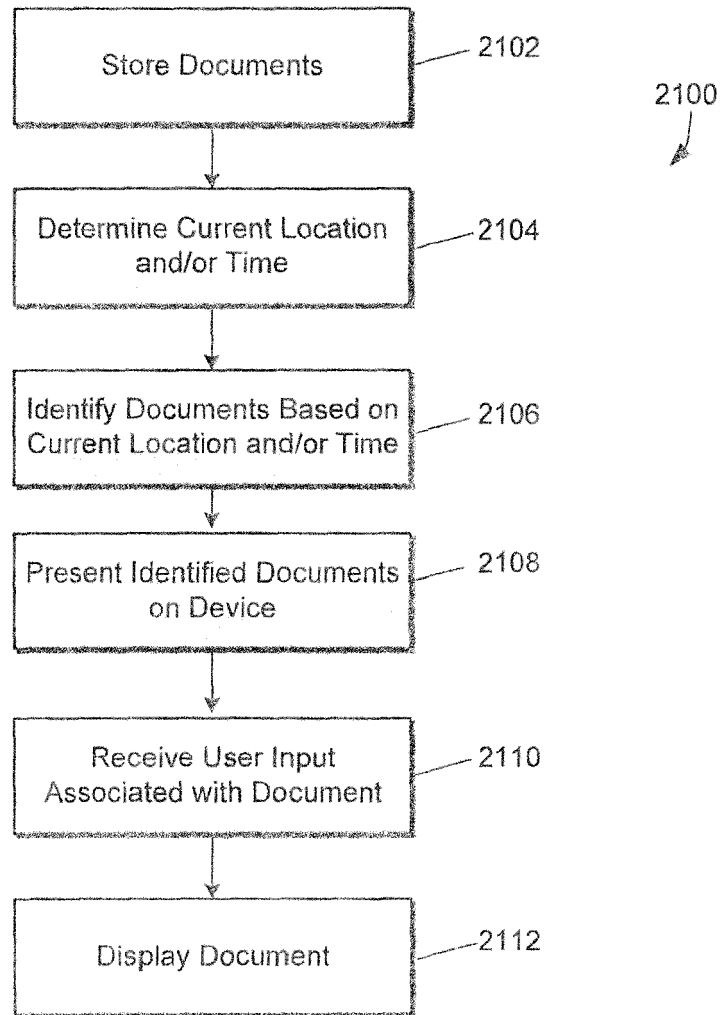 Store Documents
2102
2100
Determine Current Location
and/or Time
2104
Identify Documents Based on
Current Location and/or Time
2106
Present Identified Documents
on Device
2108
Receive User Input
Associated with Document
2110
Display Document
2112